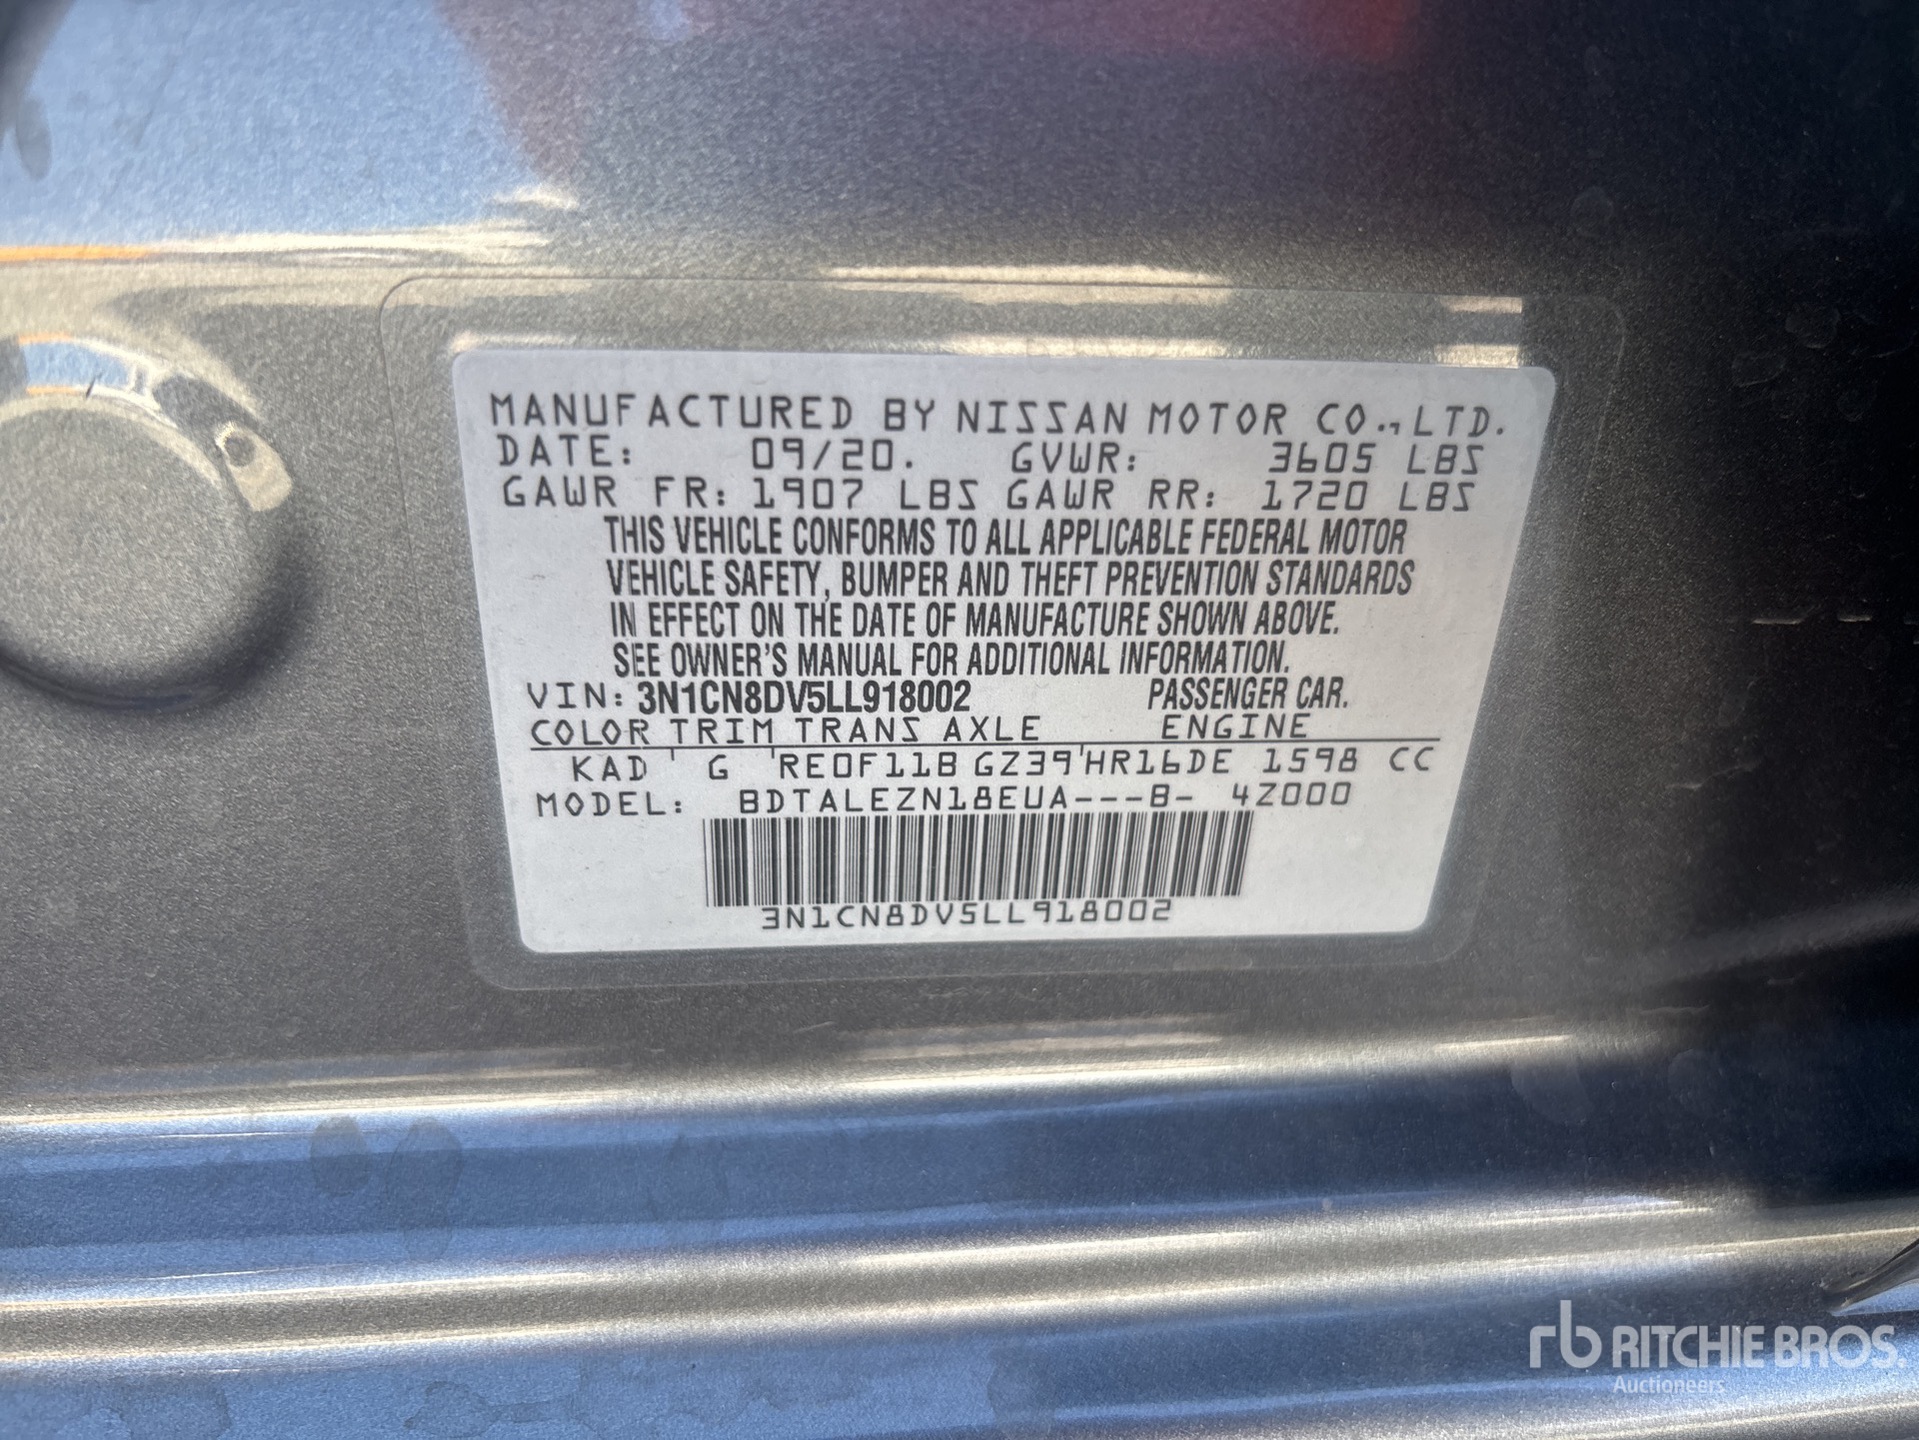 MANUFACTURED BY NISSAN MOTOR CO., LTD.
DATE: 09/20. GVWR: 3605 LBS
GAWR FR: 1907 LBS GAWR RR: 1720 LBS
THIS VEHICLE CONFORMS TO ALL APPLICABLE FEDERAL MOTOR
VEHICLE SAFETY, BUMPER AND THEFT PREVENTION STANDARDS
IN EFFECT ON THE DATE OF MANUFACTURE SHOWN ABOVE.
SEE OWNER'S MANUAL FOR ADDITIONAL INFORMATION.
VIN: 3N1CN8DV5LL918002 PASSENGER CAR.
COLOR TRIM TRANS AXLE ENGINE
KAD G RE0F11B GZ39 HR16DE 1598 CC
MODEL: BDTALEZN18EUA---B- 4Z000
3N1CN8DV5LL918002
rb RITCHIE BROS.
Auctioneers